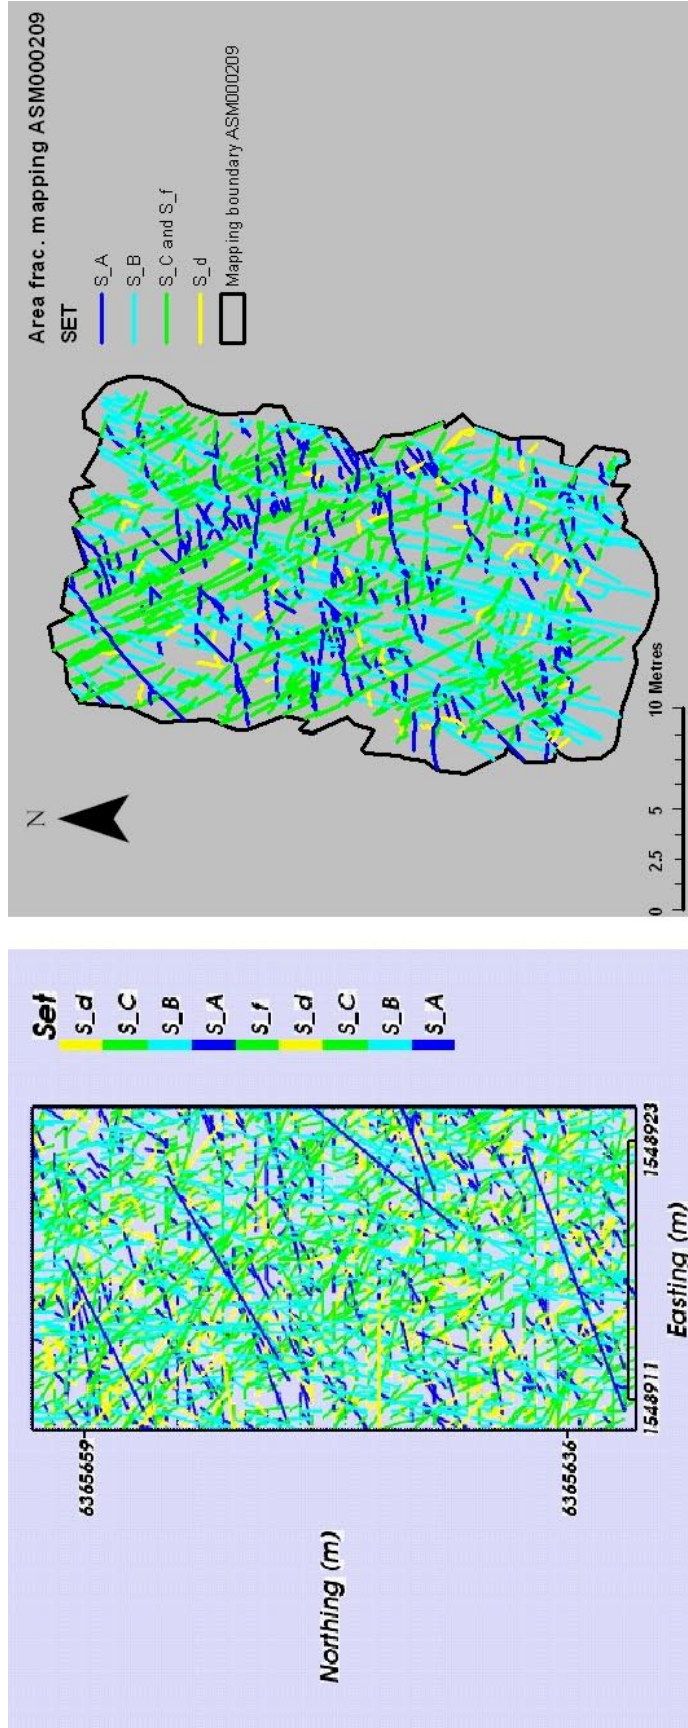 Area frac. mapping ASM000209
SET
S_A
S_B
S_C and S_f
S_d
Mapping boundary ASM000209
N
0 2.5 5 10 Metres
Set
S_d
S_C
S_B
S_A
S_f
S_d
S_C
S_B
S_A
6365659
6365636
Northing (m)
1548911 1548923
Easting (m)